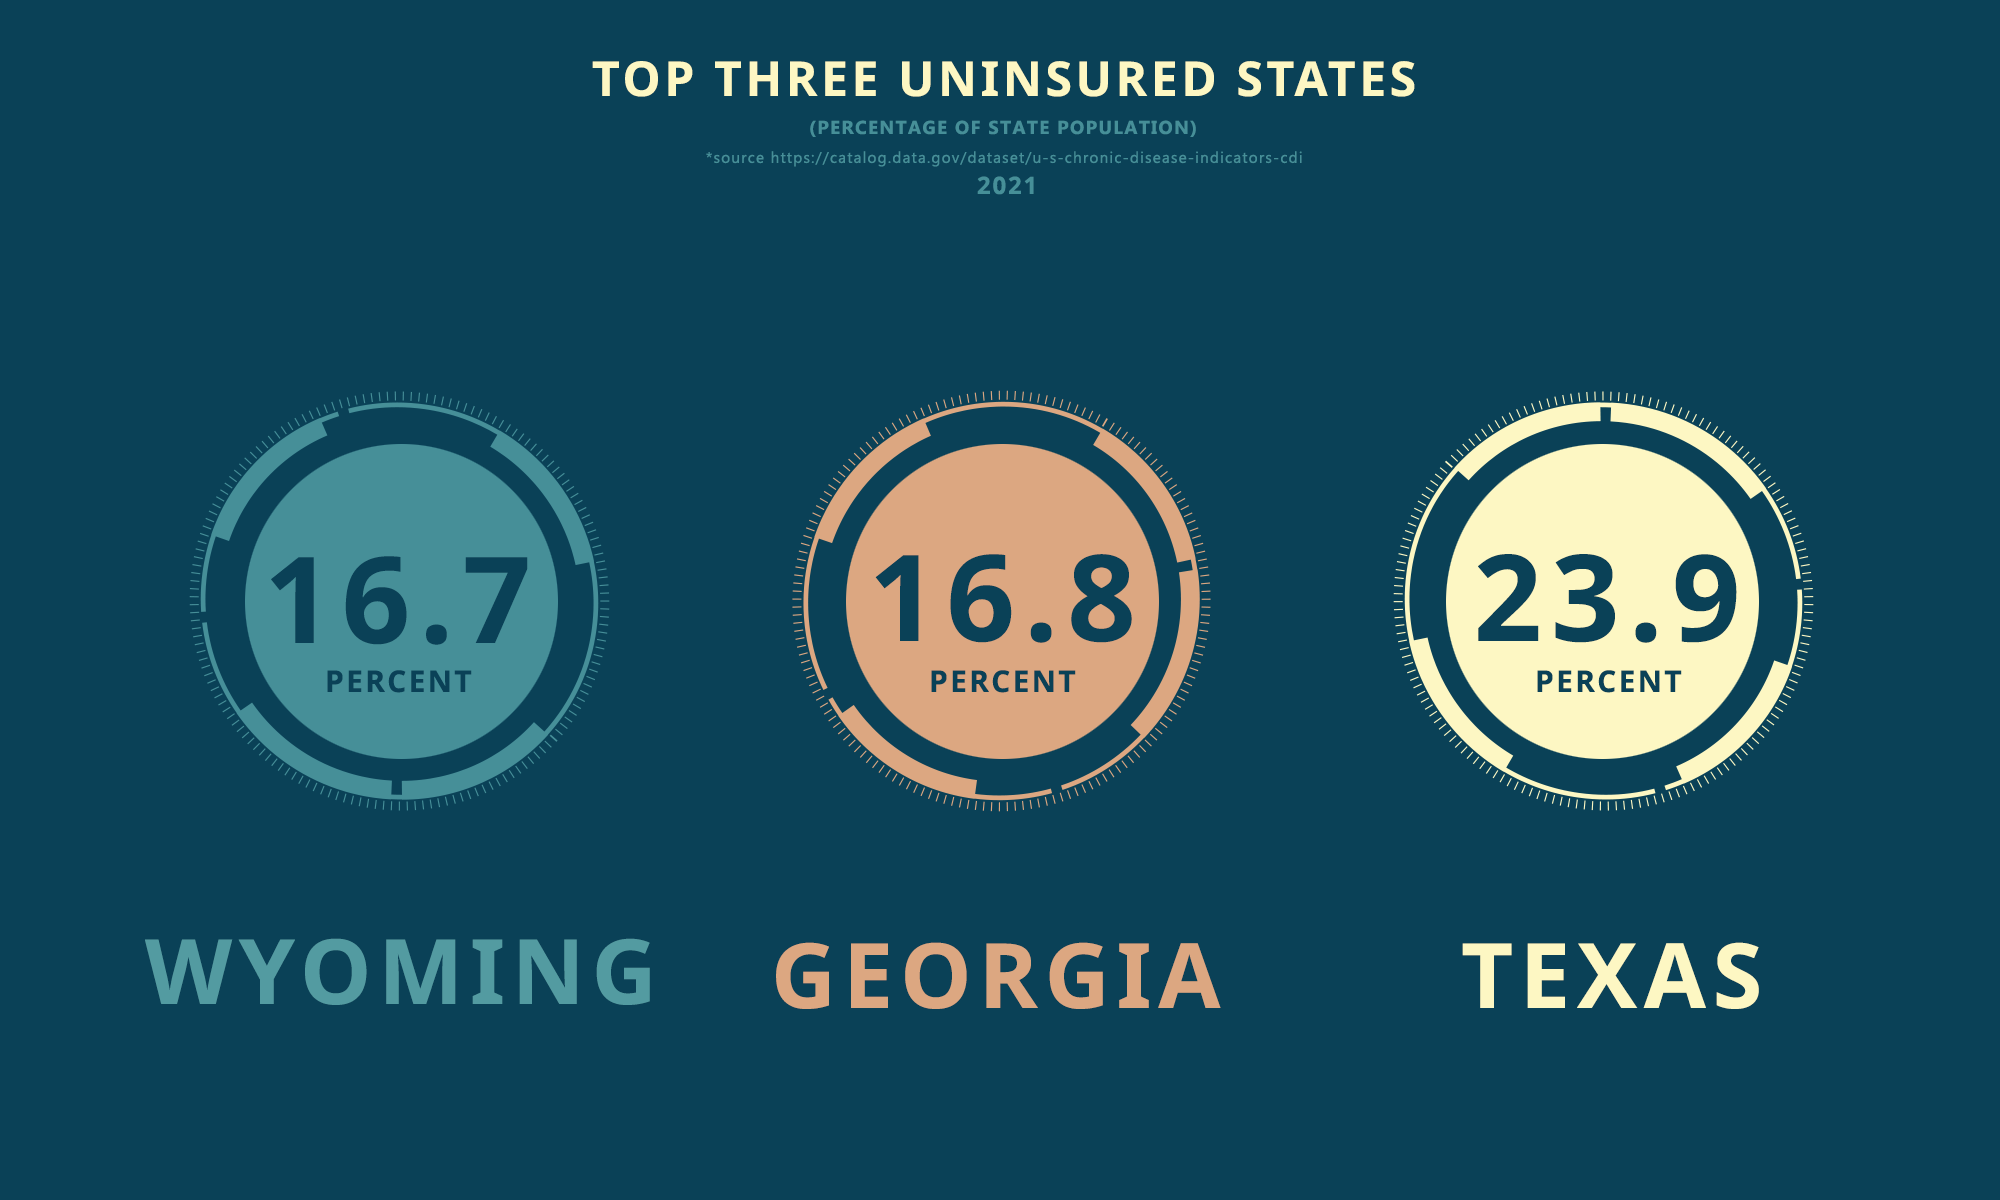 TOP THREE UNINSURED STATES
(PERCENTAGE OF STATE POPULATION)
*source https://catalog.data.gov/dataset/u-s-chronic-disease-indicators-cdi
2021
16.7
PERCENT
WYOMING
16.8
PERCENT
GEORGIA
23.9
PERCENT
TEXAS